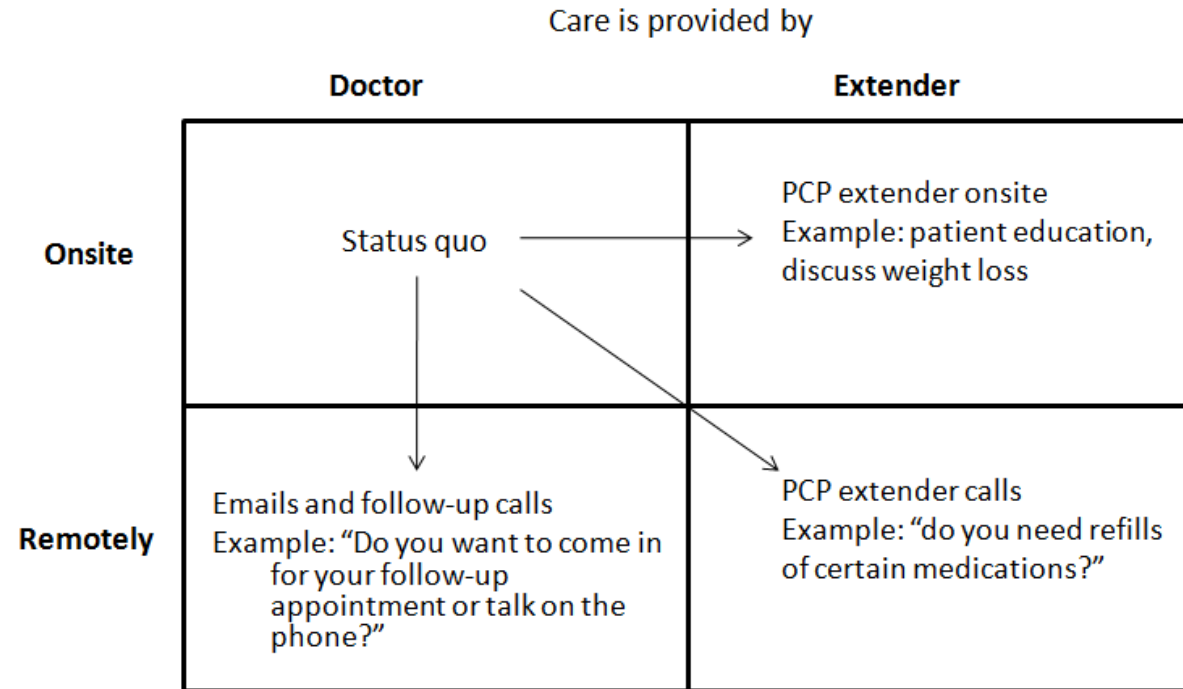 Care is provided by
Doctor
Extender
Onsite
Status quo
PCP extender onsite
Example: patient education,
discuss weight loss
Remotely
Emails and follow-up calls
Example: “Do you want to come in
for your follow-up
appointment or talk on the
phone?”
PCP extender calls
Example: “do you need refills
of certain medications?”